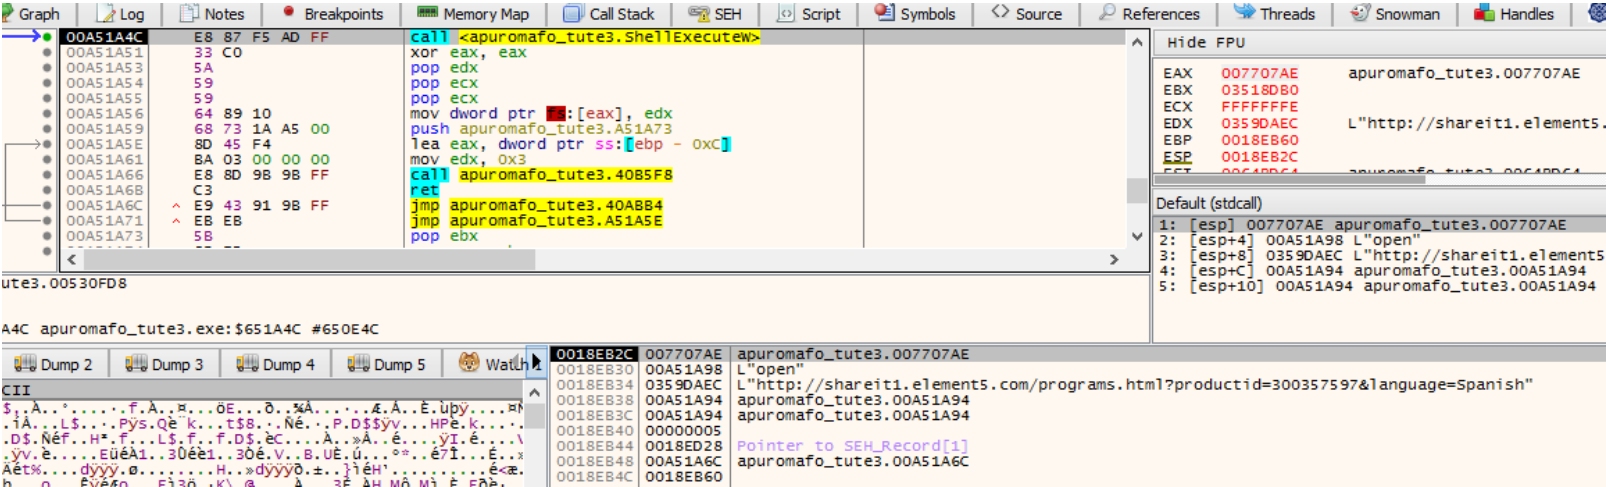 Graph Log Notes Breakpoints Memory Map Call Stack SEH Script Symbols Source References Threads Snowman Handles
00A51A4C E8 87 F5 AD FF call <apuromafo_tute3.ShellExecuteW>
00A51A51 33 C0 xor eax, eax
00A51A53 5A pop edx
00A51A54 59 pop ecx
00A51A55 59 pop ecx
00A51A56 64 89 10 mov dword ptr fs:[eax], edx
00A51A59 68 73 1A A5 00 push apuromafo_tute3.A51A73
00A51A5E 8D 45 F4 lea eax, dword ptr ss:[ebp - 0xC]
00A51A61 BA 03 00 00 00 mov edx, 0x3
00A51A66 E8 8D 9B 9B FF call apuromafo_tute3.40B5F8
00A51A6B C3 ret
00A51A6C ^ E9 43 91 9B FF jmp apuromafo_tute3.40ABB4
00A51A71 ^ EB EB jmp apuromafo_tute3.A51A5E
00A51A73 5B pop ebx
Hide FPU
EAX 007707AE apuromafo_tute3.007707AE
EBX 03518DB0
ECX FFFFFFFE
EDX 0359DAEC L"http://shareit1.element5.
EBP 0018EB60
ESP 0018EB2C
Default (stdcall)
1: [esp] 007707AE apuromafo_tute3.007707AE
2: [esp+4] 00A51A98 L"open"
3: [esp+8] 0359DAEC L"http://shareit1.element5
4: [esp+C] 00A51A94 apuromafo_tute3.00A51A94
5: [esp+10] 00A51A94 apuromafo_tute3.00A51A94
ute3.00530FD8
A4C apuromafo_tute3.exe:$651A4C #650E4C
Dump 2 Dump 3 Dump 4 Dump 5 Watch 1
CII
0018EB2C 007707AE apuromafo_tute3.007707AE
0018EB30 00A51A98 L"open"
0018EB34 0359DAEC L"http://shareit1.element5.com/programs.html?productid=300357597&language=Spanish"
0018EB38 00A51A94 apuromafo_tute3.00A51A94
0018EB3C 00A51A94 apuromafo_tute3.00A51A94
0018EB40 00000005
0018EB44 0018ED28 Pointer to SEH_Record[1]
0018EB48 00A51A6C apuromafo_tute3.00A51A6C
0018EB4C 0018EB60